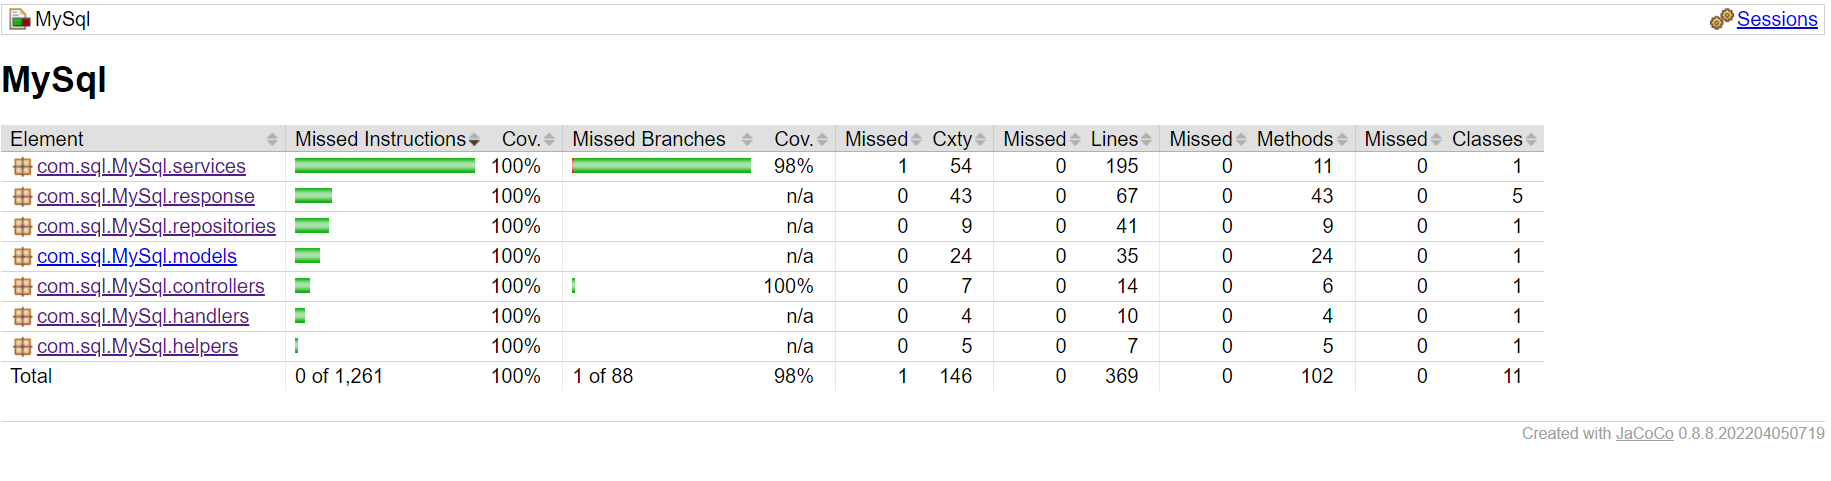 MySql Sessions
MySql
Element Missed Instructions Cov. Missed Branches Cov. Missed Cxty Missed Lines Missed Methods Missed Classes
com.sql.MySql.services 100% 98% 1 54 0 195 0 11 0 1
com.sql.MySql.response 100% n/a 0 43 0 67 0 43 0 5
com.sql.MySql.repositories 100% n/a 0 9 0 41 0 9 0 1
com.sql.MySql.models 100% n/a 0 24 0 35 0 24 0 1
com.sql.MySql.controllers 100% 100% 0 7 0 14 0 6 0 1
com.sql.MySql.handlers 100% n/a 0 4 0 10 0 4 0 1
com.sql.MySql.helpers 100% n/a 0 5 0 7 0 5 0 1
Total 0 of 1,261 100% 1 of 88 98% 1 146 0 369 0 102 0 11
Created with JaCoCo 0.8.8.202204050719